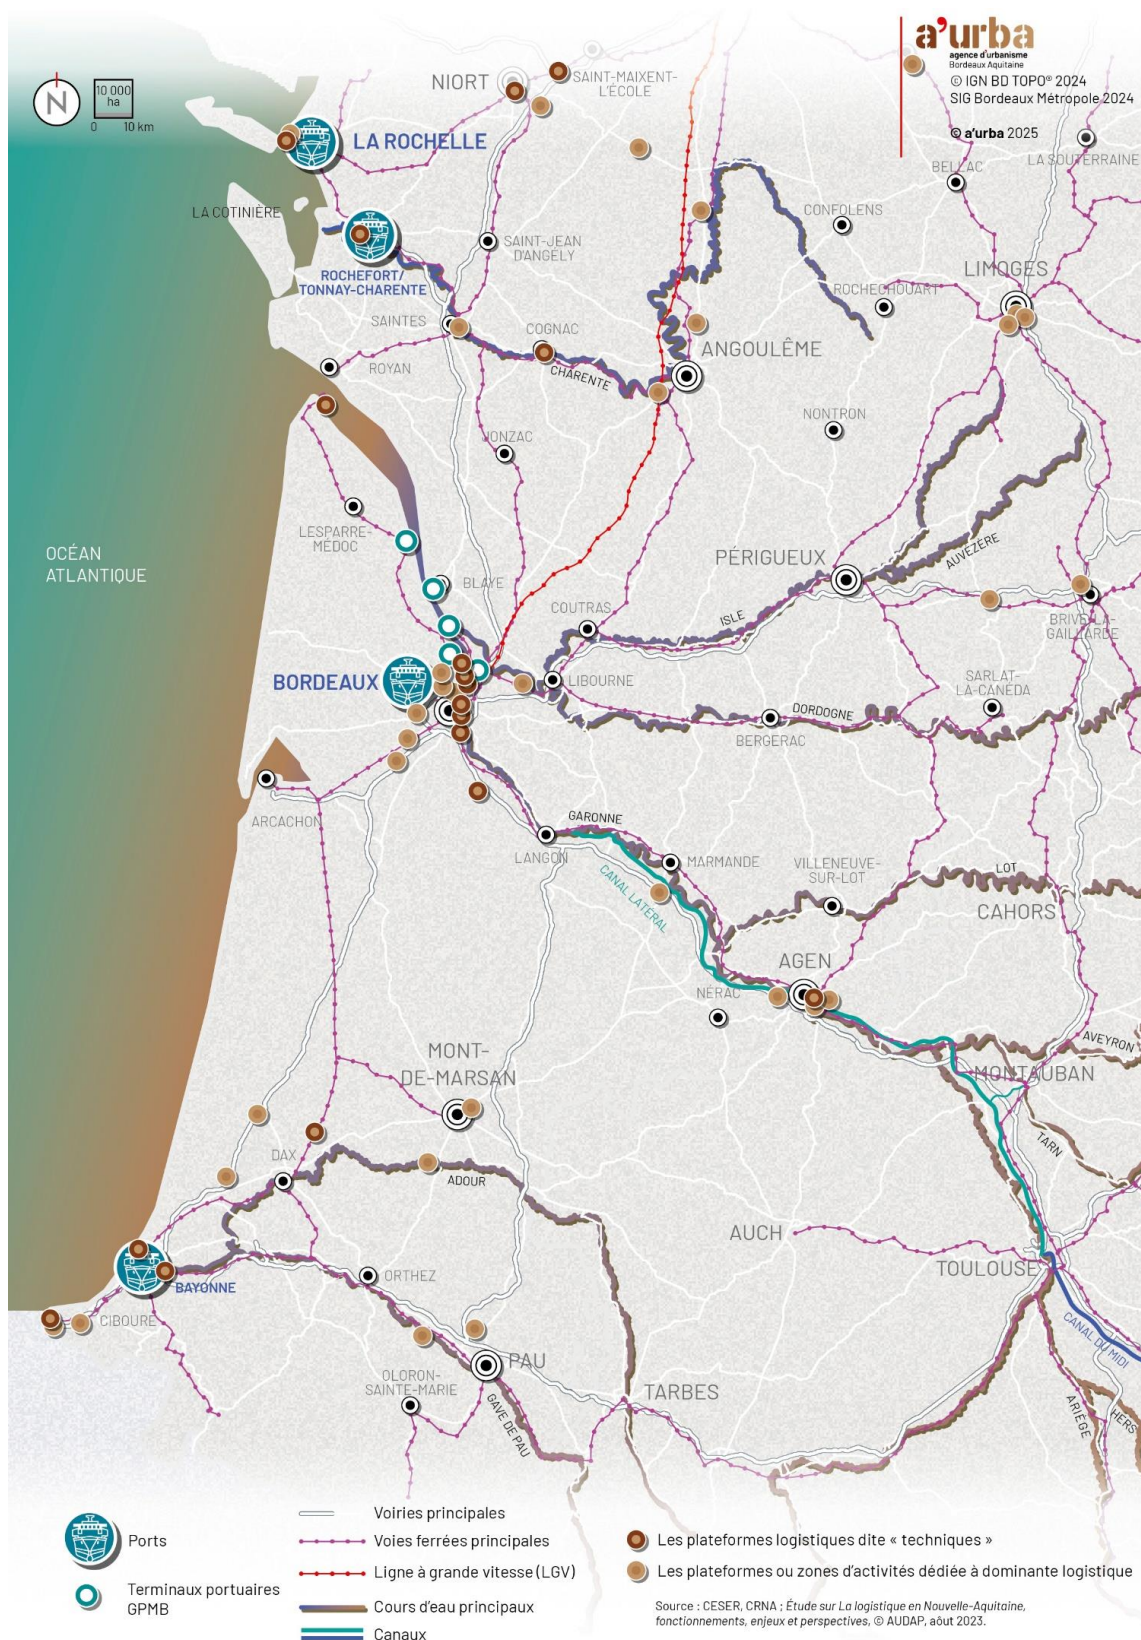 a'urba
agence d'urbanisme
Bordeaux Aquitaine
© IGN BD TOPO® 2024
SIG Bordeaux Métropole 2024
© a'urba 2025
N
10 000
ha
0 10 km
NIORT
SAINT-MAIXENT-
L'ÉCOLE
LA ROCHELLE
LA SOUTERRAINE
BELLAC
LA COTINIÈRE
CONFOLENS
SAINT-JEAN
D'ANGÉLY
ROCHEFORT/
TONNAY-CHARENTE
LIMOGES
ROCHECHOUART
SAINTES
COGNAC
ANGOULÊME
ROYAN
CHARENTE
NONTRON
JONZAC
LESPARRE-
MÉDOC
OCÉAN
ATLANTIQUE
PÉRIGUEUX
AUVÉZÈRE
BLAYE
COUTRAS
ISLE
BRIVE-LA-
GAILLARDE
BORDEAUX
LIBOURNE
SARLAT-
LA-CANÉDA
DORDOGNE
BERGERAC
ARCACHON
GARONNE
LANGON
MARMANDE
VILLENEUVE-
SUR-LOT
LOT
CANAL LATÉRAL
CAHORS
AGEN
NÉRAC
AVEYRON
MONT-
DE-MARSAN
MONTAUBAN
TARN
DAX
ADOUR
AUCH
TOULOUSE
BAYONNE
ORTHEZ
CIBOURE
CANAL DU MIDI
PAU
OLORON-
SAINTE-MARIE
TARBES
GAVE DE PAU
ARIÈGE
HERS
Ports
Terminaux portuaires
GPMB
Voiries principales
Voies ferrées principales
Ligne à grande vitesse (LGV)
Cours d'eau principaux
Canaux
Les plateformes logistiques dite « techniques »
Les plateformes ou zones d'activités dédiée à dominante logistique
Source : CESER, CRNA ; Étude sur La logistique en Nouvelle-Aquitaine,
fonctionnements, enjeux et perspectives, © AUDAP, aôut 2023.